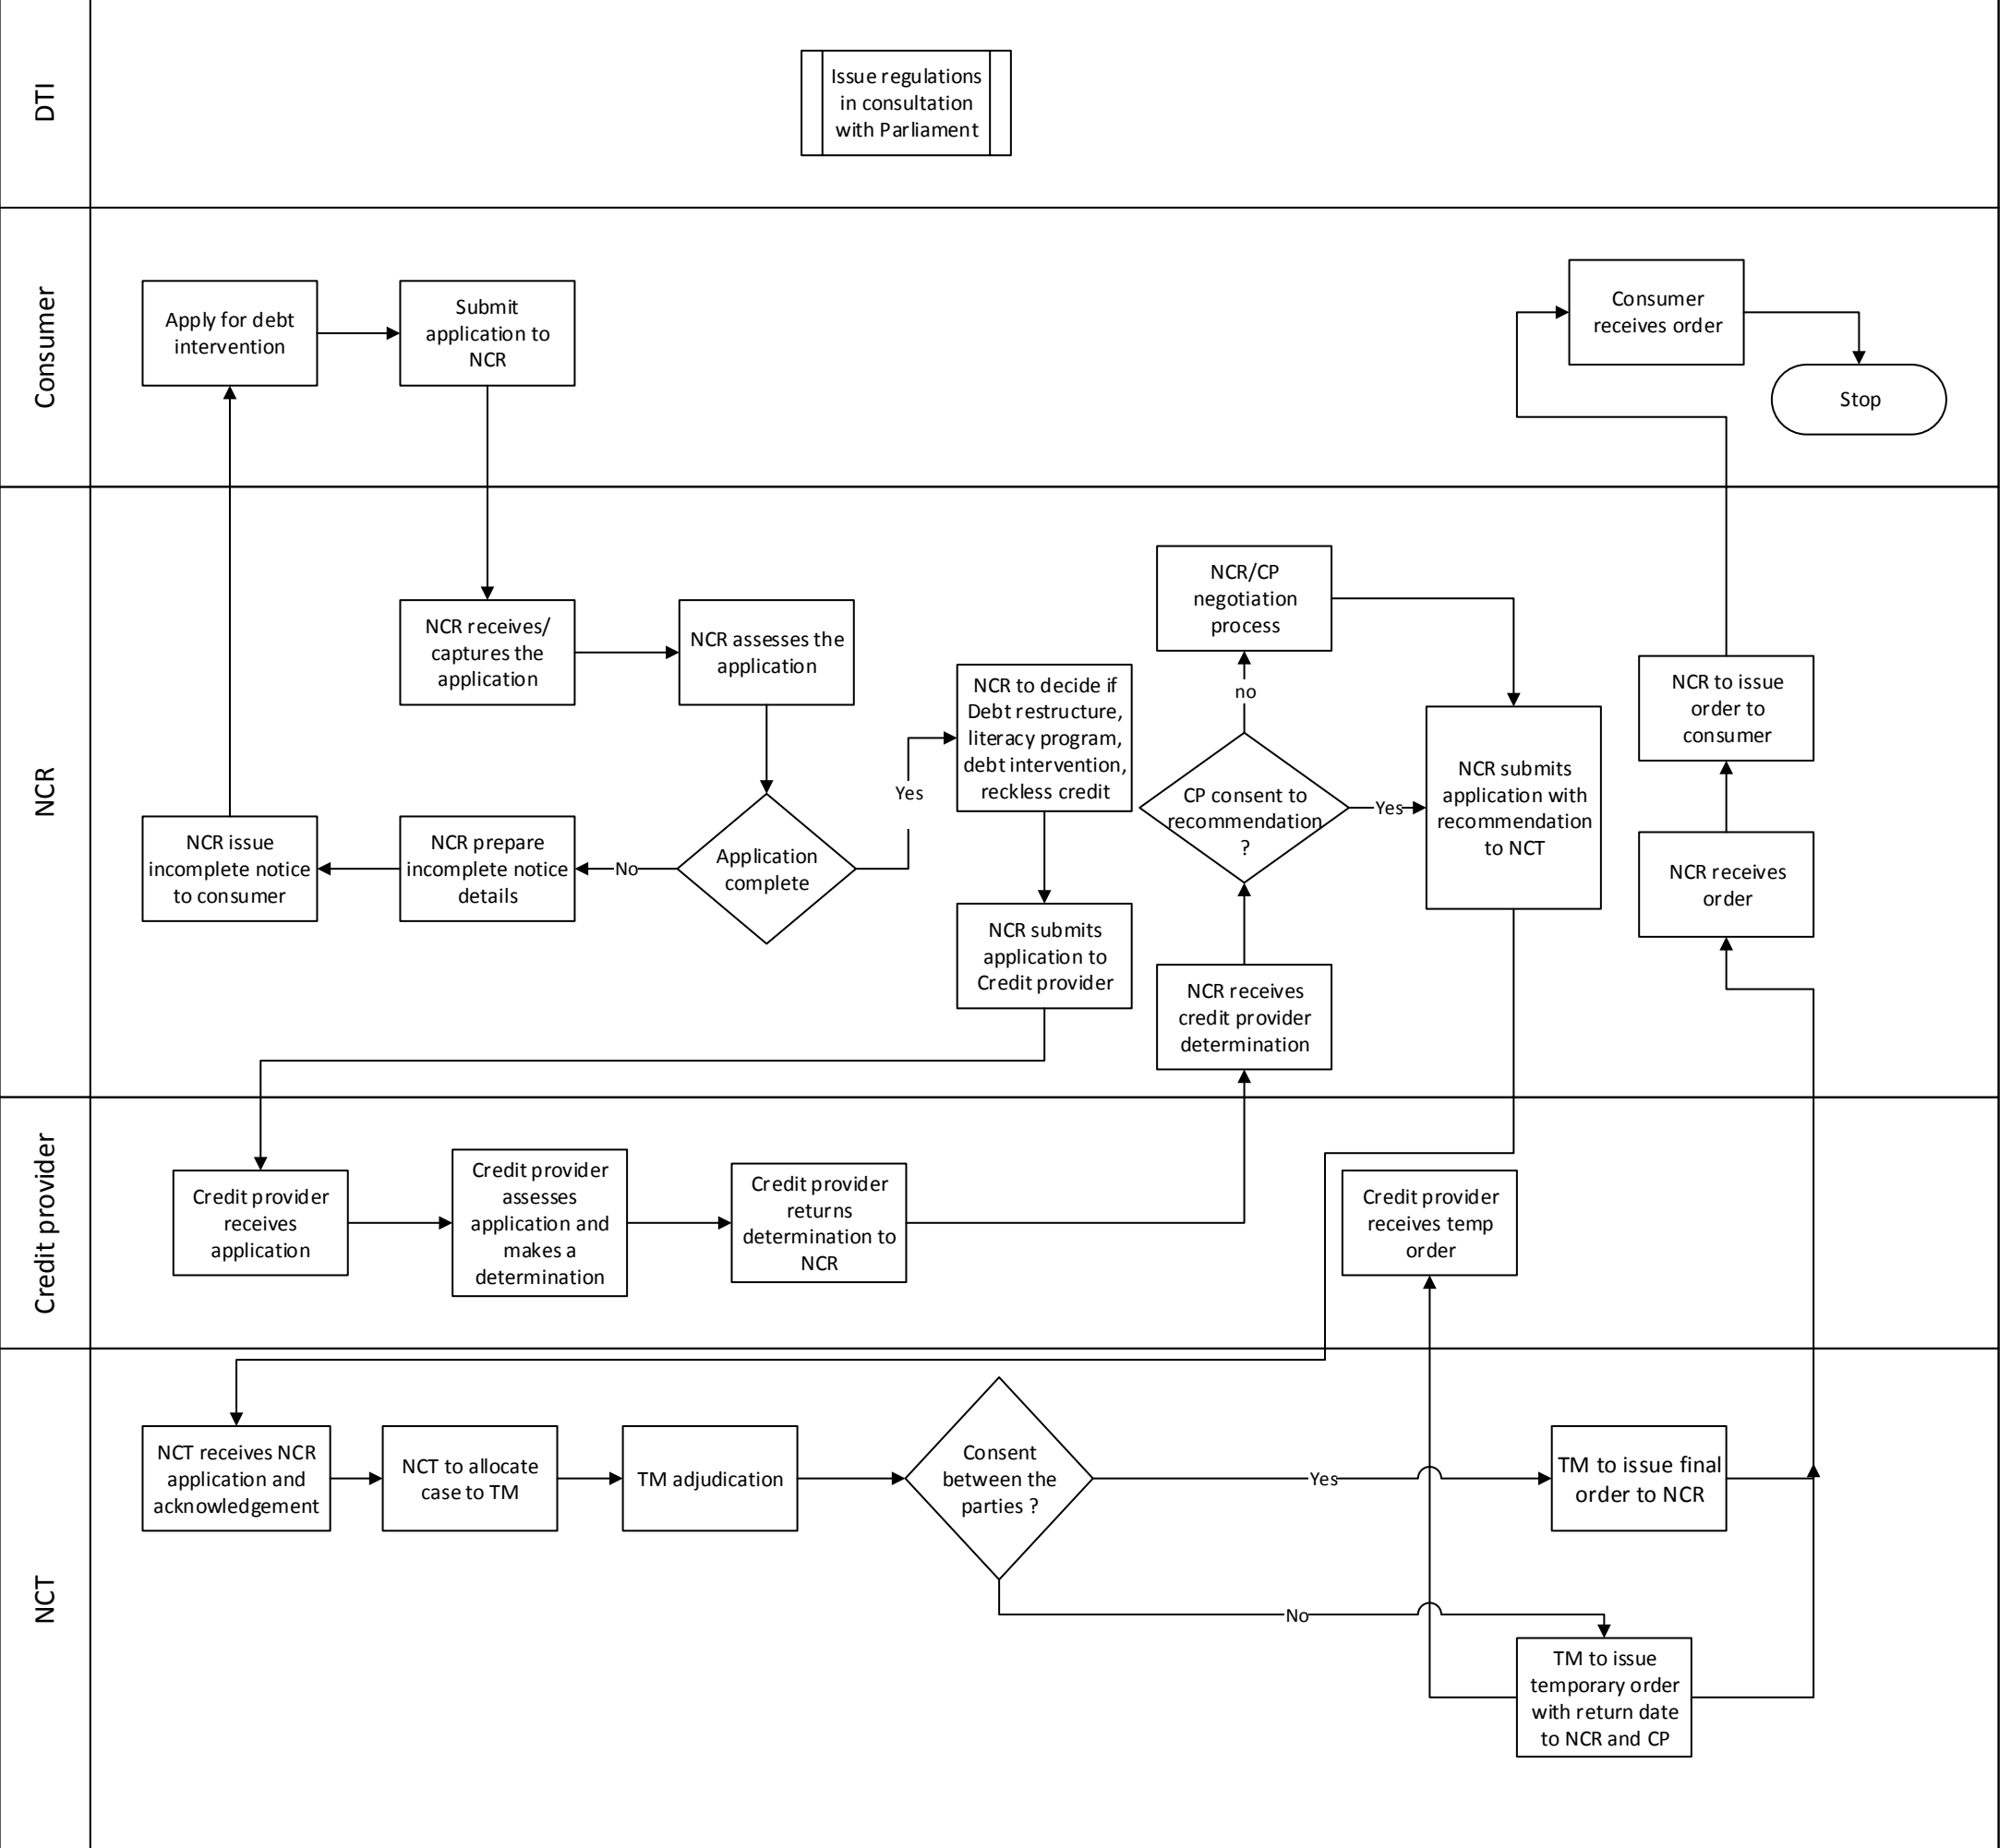 DTI
Issue regulations
in consultation
with Parliament
Consumer
Apply for debt
intervention
Submit
application to
NCR
Consumer
receives order
Stop
NCR
NCR receives/
captures the
application
NCR assesses the
application
NCR to decide if
Debt restructure,
literacy program,
debt intervention,
reckless credit
NCR/CP
negotiation
process
no
CP consent to
recommendation
?
Yes
NCR submits
application with
recommendation
to NCT
NCR to issue
order to
consumer
NCR receives
order
Yes
Application
complete
No
NCR prepare
incomplete notice
details
NCR issue
incomplete notice
to consumer
NCR submits
application to
Credit provider
NCR receives
credit provider
determination
Credit provider
Credit provider
receives
application
Credit provider
assesses
application and
makes a
determination
Credit provider
returns
determination to
NCR
Credit provider
receives temp
order
NCT
NCT receives NCR
application and
acknowledgement
NCT to allocate
case to TM
TM adjudication
Consent
between the
parties ?
Yes
TM to issue final
order to NCR
No
TM to issue
temporary order
with return date
to NCR and CP